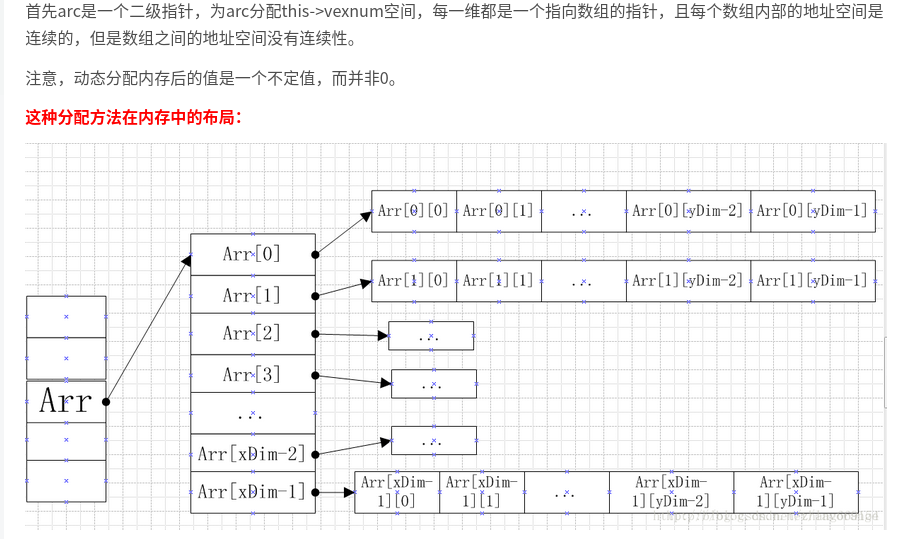 首先arc是一个二级指针，为arc分配this->vexnum空间，每一维都是一个指向数组的指针，且每个数组内部的地址空间是
连续的，但是数组之间的地址空间没有连续性。
注意，动态分配内存后的值是一个不定值，而并非0。
这种分配方法在内存中的布局：
Arr[0][0] Arr[0][1] ... Arr[0][yDim-2] Arr[0][yDim-1]
Arr[0]
Arr[1][0] Arr[1][1] ... Arr[1][yDim-2] Arr[1][yDim-1]
Arr[1]
Arr[2] ...
Arr[3] ...
Arr
...
...
Arr[xDim-2]
Arr[xDim-1]
Arr[xDim-
1][0]
Arr[xDim-
1][1]
...
Arr[xDim-
1][yDim-2]
Arr[xDim-
1][yDim-1]